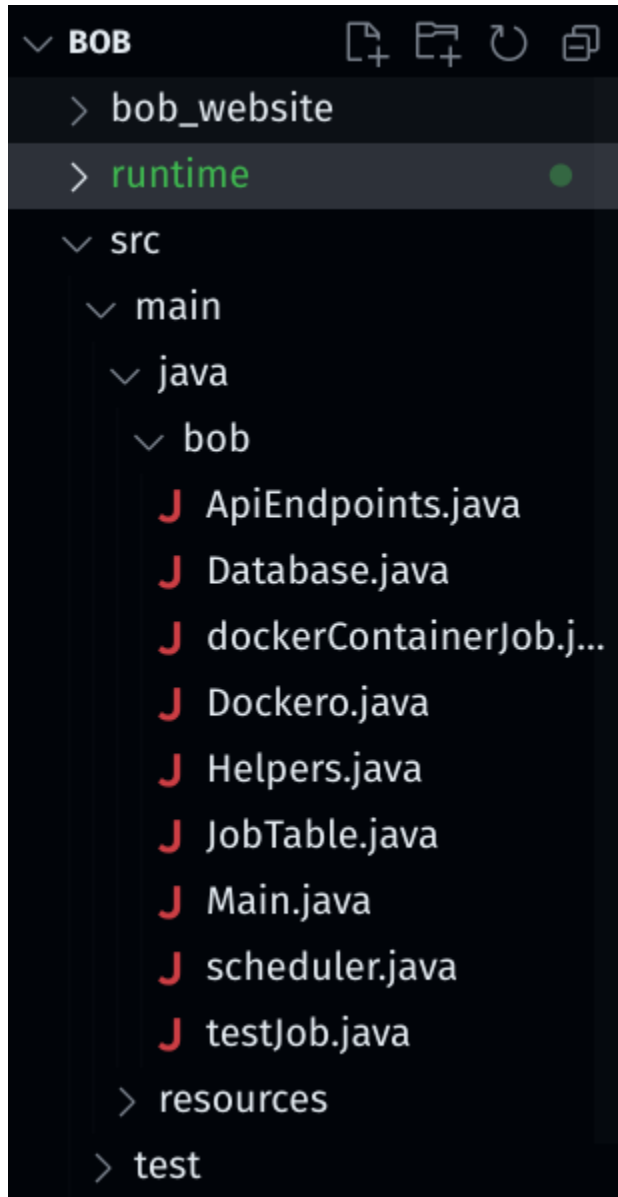 BOB
bob_website
runtime
src
main
java
bob
J ApiEndpoints.java
J Database.java
J dockerContainerJob.j...
J Dockero.java
J Helpers.java
J JobTable.java
J Main.java
J scheduler.java
J testJob.java
resources
test